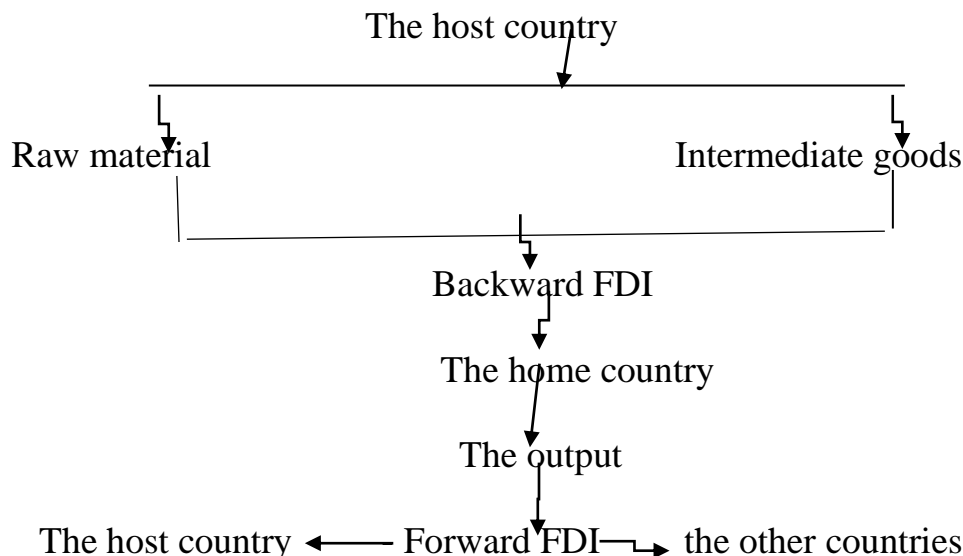 The host country
Raw material Intermediate goods
Backward FDI
The home country
The output
The host country Forward FDI the other countries